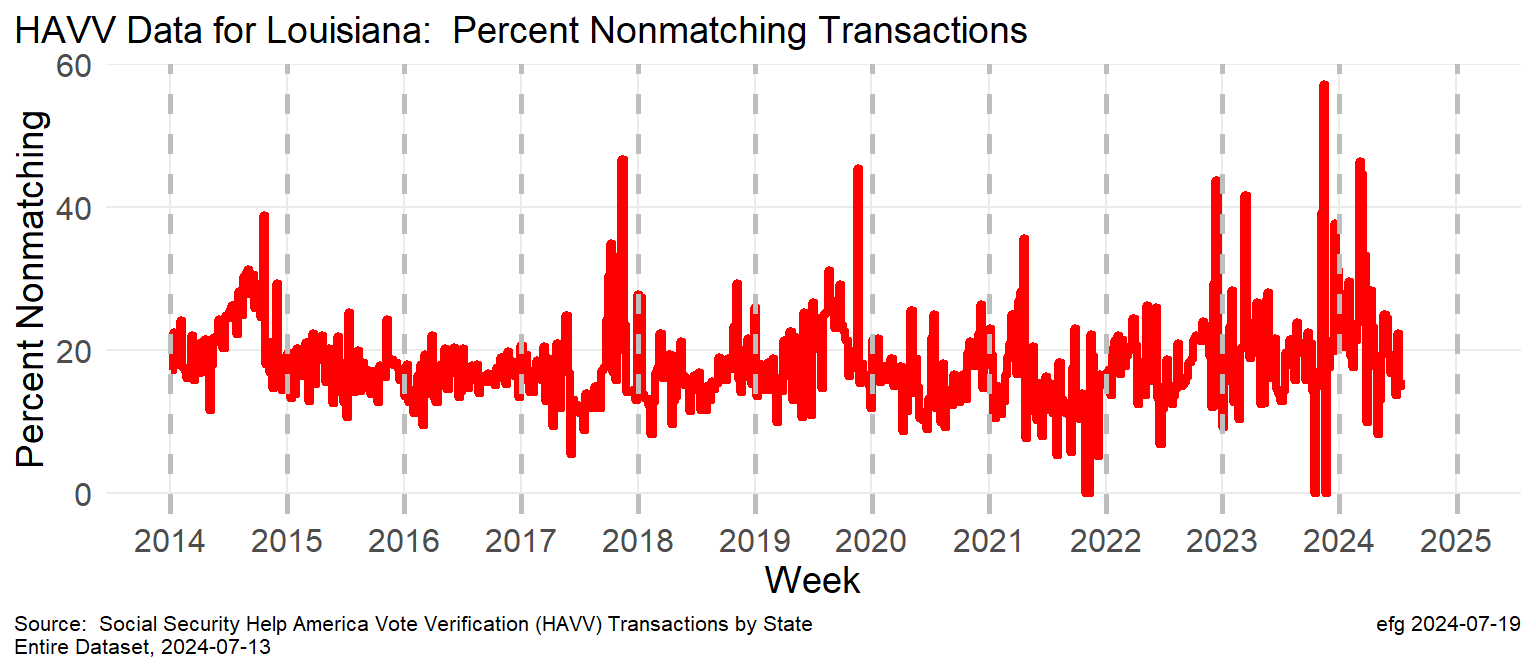 HAVV Data for Louisiana:  Percent Nonmatching Transactions
60
40
20
0
Percent Nonmatching
2014 2015 2016 2017 2018 2019 2020 2021 2022 2023 2024 2025
Week
Source:  Social Security Help America Vote Verification (HAVV) Transactions by State
Entire Dataset, 2024-07-13
efg 2024-07-19